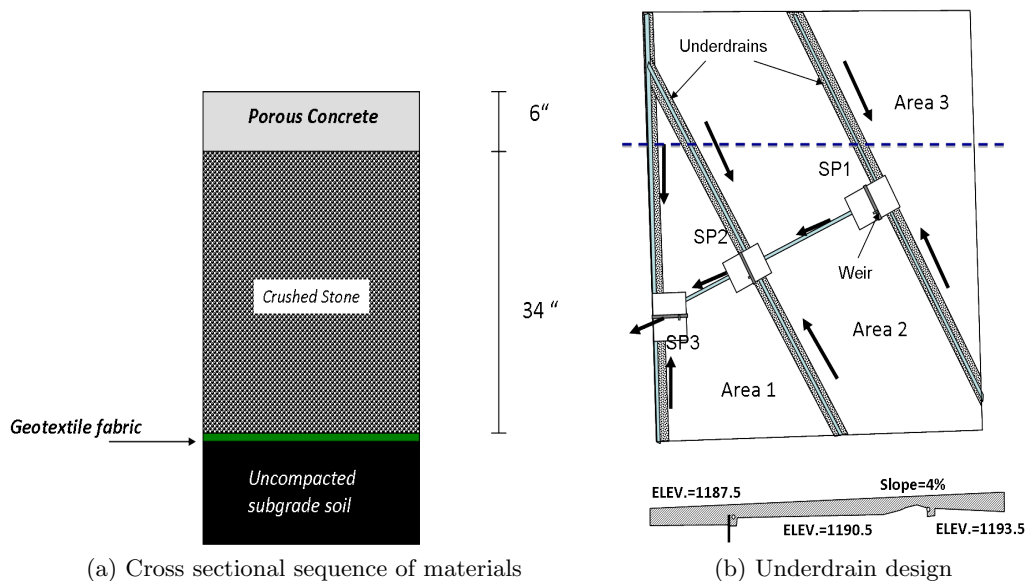 Porous Concrete
6“
Crushed Stone
34 “
Geotextile fabric
Uncompacted
subgrade soil
(a) Cross sectional sequence of materials
Underdrains
Area 3
SP1
SP2
Weir
SP3
Area 2
Area 1
Slope=4%
ELEV.=1187.5
ELEV.=1190.5
ELEV.=1193.5
(b) Underdrain design